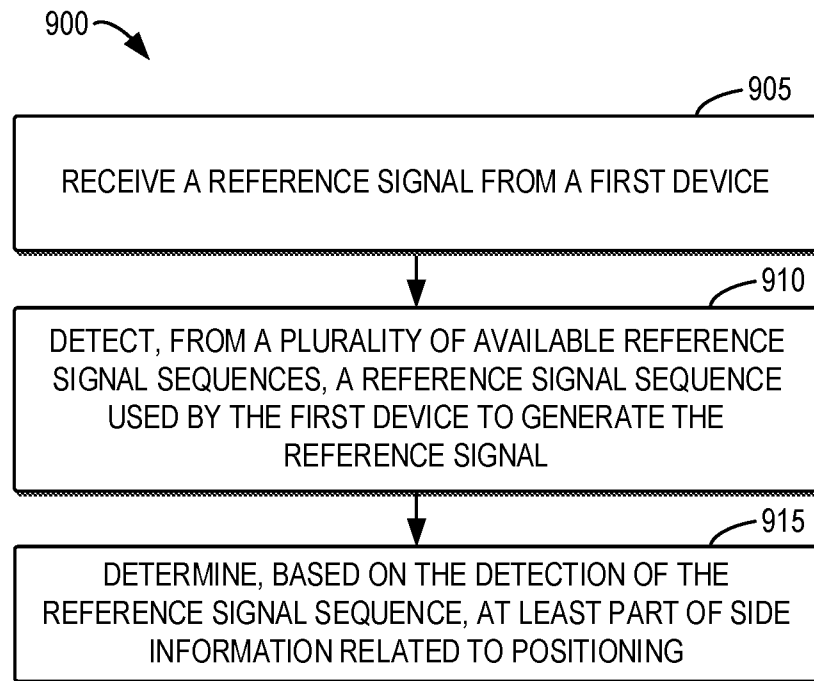 900
905
RECEIVE A REFERENCE SIGNAL FROM A FIRST DEVICE
910
DETECT, FROM A PLURALITY OF AVAILABLE REFERENCE
SIGNAL SEQUENCES, A REFERENCE SIGNAL SEQUENCE
USED BY THE FIRST DEVICE TO GENERATE THE
REFERENCE SIGNAL
915
DETERMINE, BASED ON THE DETECTION OF THE
REFERENCE SIGNAL SEQUENCE, AT LEAST PART OF SIDE
INFORMATION RELATED TO POSITIONING